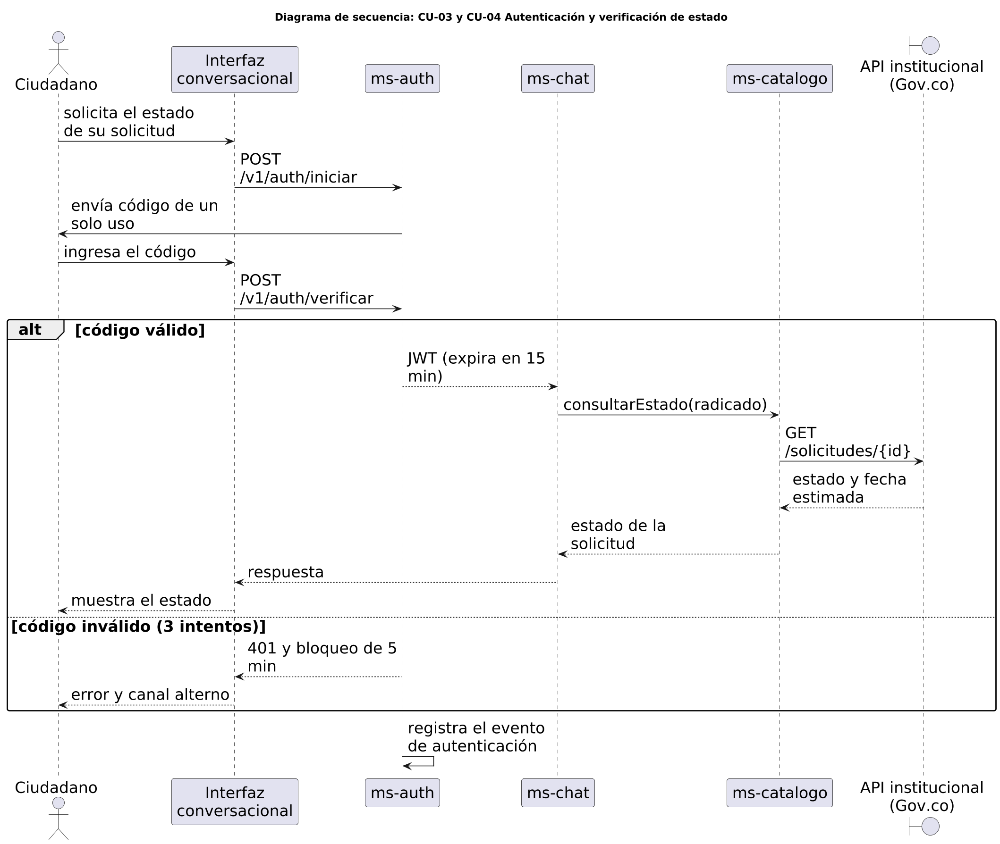 Diagrama de secuencia: CU-03 y CU-04 Autenticación y verificación de estado
Ciudadano
Interfaz
conversacional
ms-auth
ms-chat
ms-catalogo
API institucional
(Gov.co)
solicita el estado
de su solicitud
POST
/v1/auth/iniciar
envía código de un
solo uso
ingresa el código
POST
/v1/auth/verificar
alt [código válido]
JWT (expira en 15
min)
consultarEstado(radicado)
GET
/solicitudes/{id}
estado y fecha
estimada
estado de la
solicitud
respuesta
muestra el estado
[código inválido (3 intentos)]
401 y bloqueo de 5
min
error y canal alterno
registra el evento
de autenticación
Ciudadano
Interfaz
conversacional
ms-auth
ms-chat
ms-catalogo
API institucional
(Gov.co)